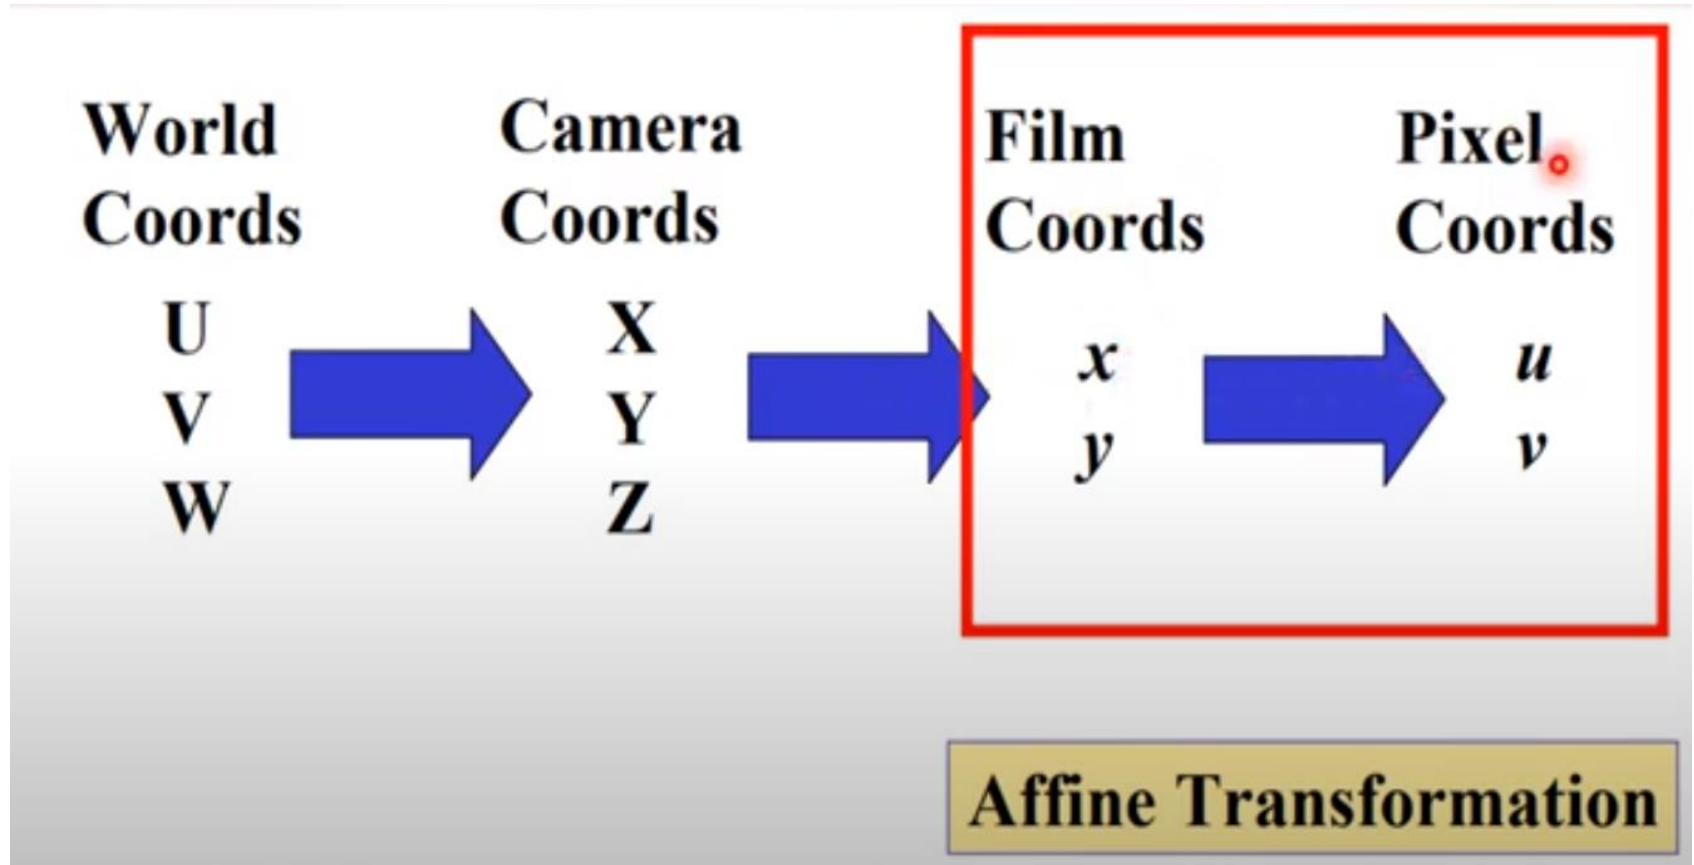 World
Coords
U
V
W
Camera
Coords
X
Y
Z
Film
Coords
x
y
Pixel
Coords
u
v
Affine Transformation